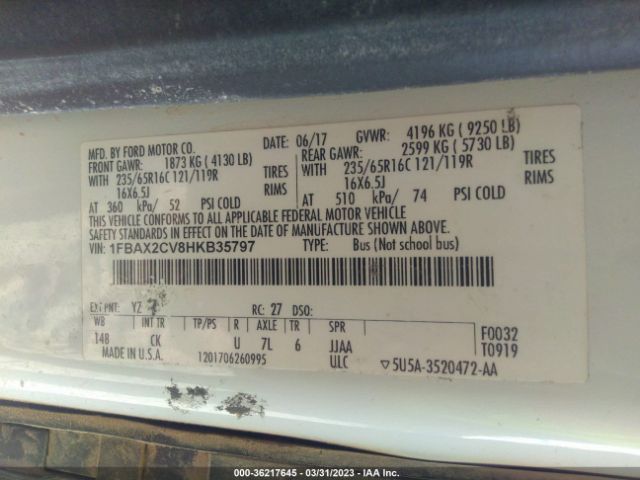 MFD. BY FORD MOTOR CO.
DATE: 06/17 GVWR: 4196 KG ( 9250 LB)
FRONT GAWR: 1873 KG ( 4130 LB)
REAR GAWR: 2599 KG ( 5730 LB)
WITH 235/65R16C 121/119R TIRES
WITH 235/65R16C 121/119R TIRES
16X6.5J RIMS
16X6.5J RIMS
AT 360 kPa/ 52 PSI COLD
AT 510 kPa/ 74 PSI COLD
THIS VEHICLE CONFORMS TO ALL APPLICABLE FEDERAL MOTOR VEHICLE
SAFETY STANDARDS IN EFFECT ON THE DATE OF MANUFACTURE SHOWN ABOVE.
VIN: 1FBAX2CV8HKB35797 TYPE: Bus (Not school bus)
EXT PNT: YZ RC: 27 DSO:
WB INT TR TP/PS R AXLE TR SPR
148 CK U 7L 6 JJAA
F0032
T0919
MADE IN U.S.A. 1201706260995 ULC ▽5U5A-3520472-AA
000-36217645 - 03/31/2023 - IAA Inc.